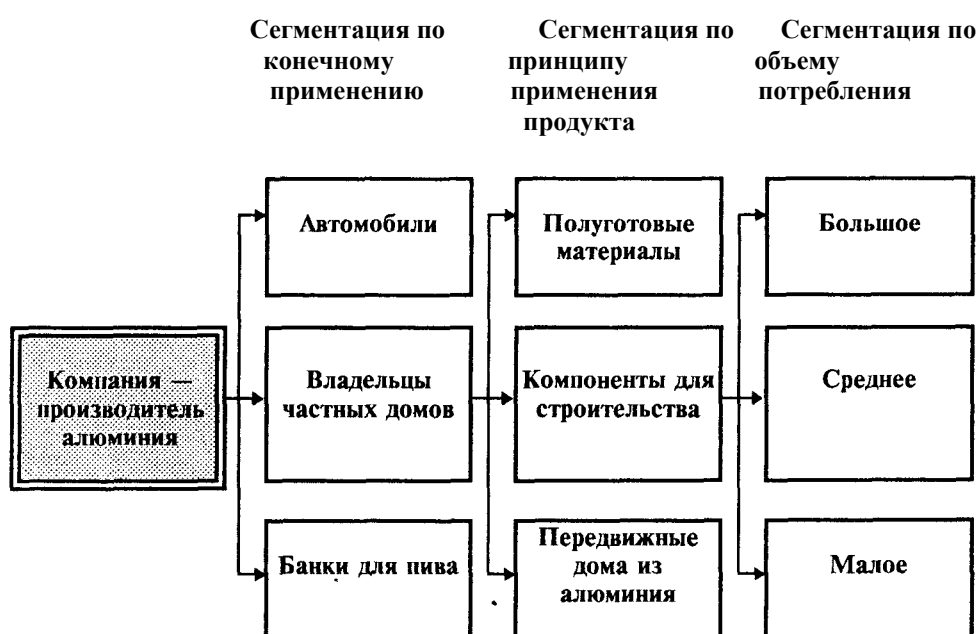 Сегментация по
конечному
применению
Сегментация по
принципу
применения
продукта
Сегментация по
объему
потребления
Компания —
производитель
алюминия
Автомобили
Владельцы
частных домов
Банки для пива
Полуготовые
материалы
Компоненты для
строительства
Передвижные
дома из
алюминия
Большое
Среднее
Малое